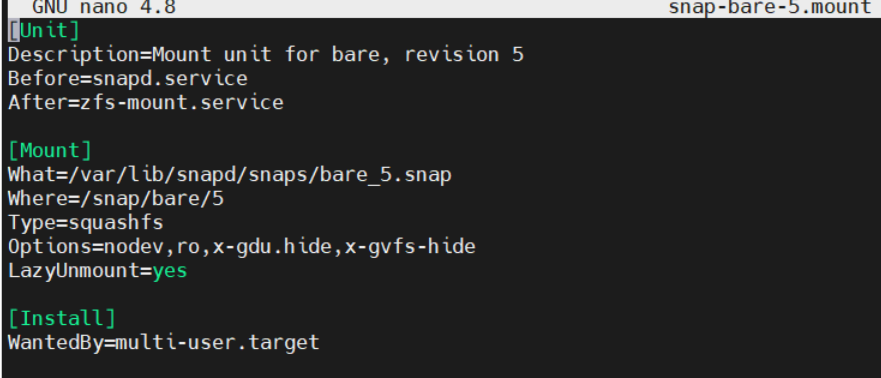 GNU nano 4.8 snap-bare-5.mount
[Unit]
Description=Mount unit for bare, revision 5
Before=snapd.service
After=zfs-mount.service
[Mount]
What=/var/lib/snapd/snaps/bare_5.snap
Where=/snap/bare/5
Type=squashfs
Options=nodev,ro,x-gdu.hide,x-gvfs-hide
LazyUnmount=yes
[Install]
WantedBy=multi-user.target